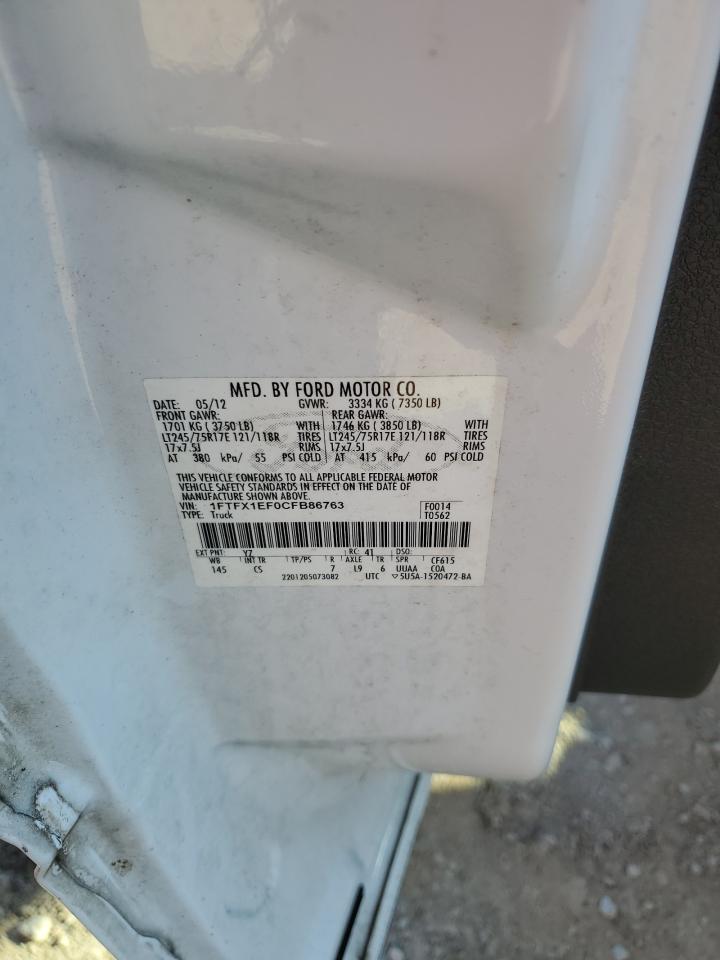 MFD. BY FORD MOTOR CO.
DATE: 05/12 GVWR: 3334 KG ( 7350 LB)
FRONT GAWR: REAR GAWR:
1701 KG ( 3750 LB) WITH 1746 KG ( 3850 LB) WITH
LT245/75R17E 121/118R TIRES LT245/75R17E 121/118R TIRES
17x7.5J RIMS 17x7.5J RIMS
AT 380 kPa/ 55 PSI COLD AT 415 kPa/ 60 PSI COLD
THIS VEHICLE CONFORMS TO ALL APPLICABLE FEDERAL MOTOR
VEHICLE SAFETY STANDARDS IN EFFECT ON THE DATE OF
MANUFACTURE SHOWN ABOVE.
VIN: 1FTFX1EF0CFB86763 F0014
TYPE: Truck T0562
EXT PNT: YZ RC: 41 DSO:
WB INT TR TP/PS R AXLE TR SPR CF615
145 CS 7 L9 6 UUAA COA
2201205073082 UTC ▽5U5A-1520472-BA